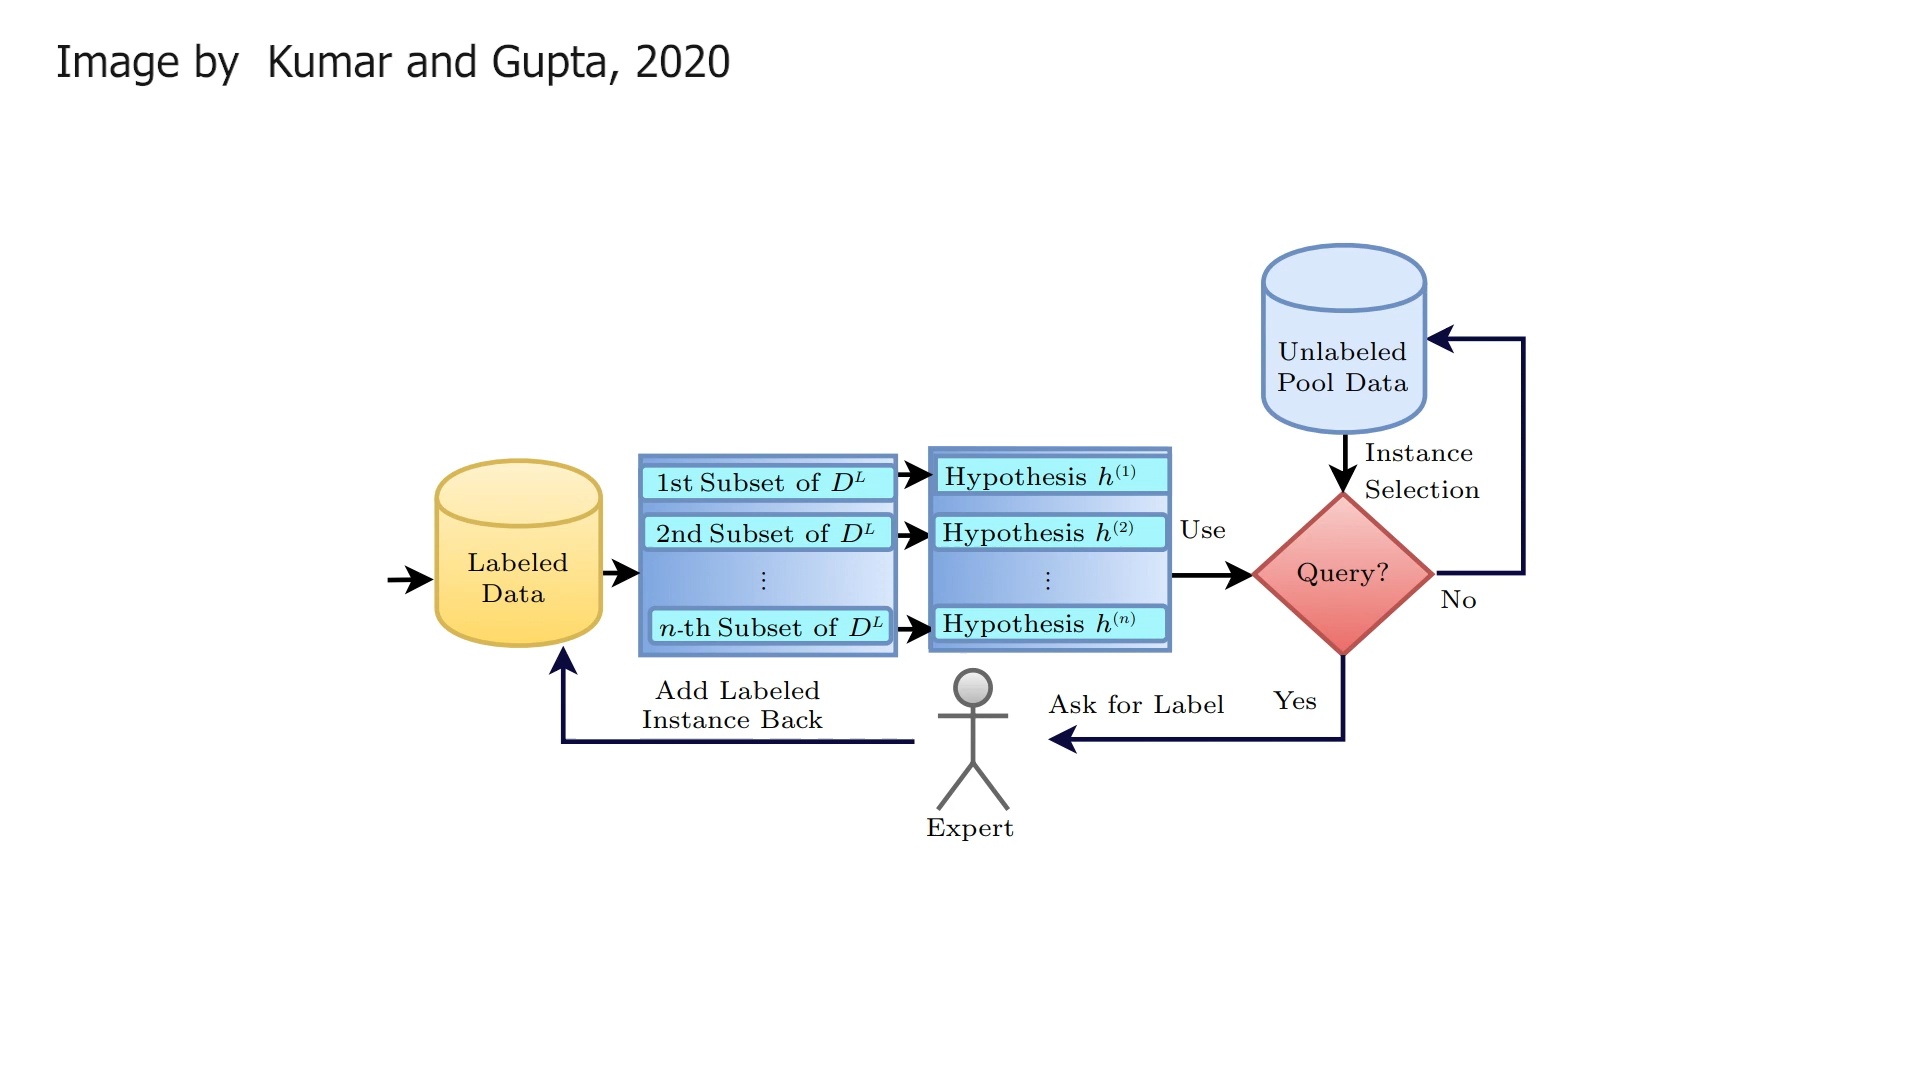 Image by  Kumar and Gupta, 2020
Unlabeled
Pool Data
Instance
Selection
Labeled
Data
1st Subset of D^L
2nd Subset of D^L
⋮
n-th Subset of D^L
Hypothesis h^(1)
Hypothesis h^(2)
⋮
Hypothesis h^(n)
Use
Query?
No
Yes
Ask for Label
Add Labeled
Instance Back
Expert